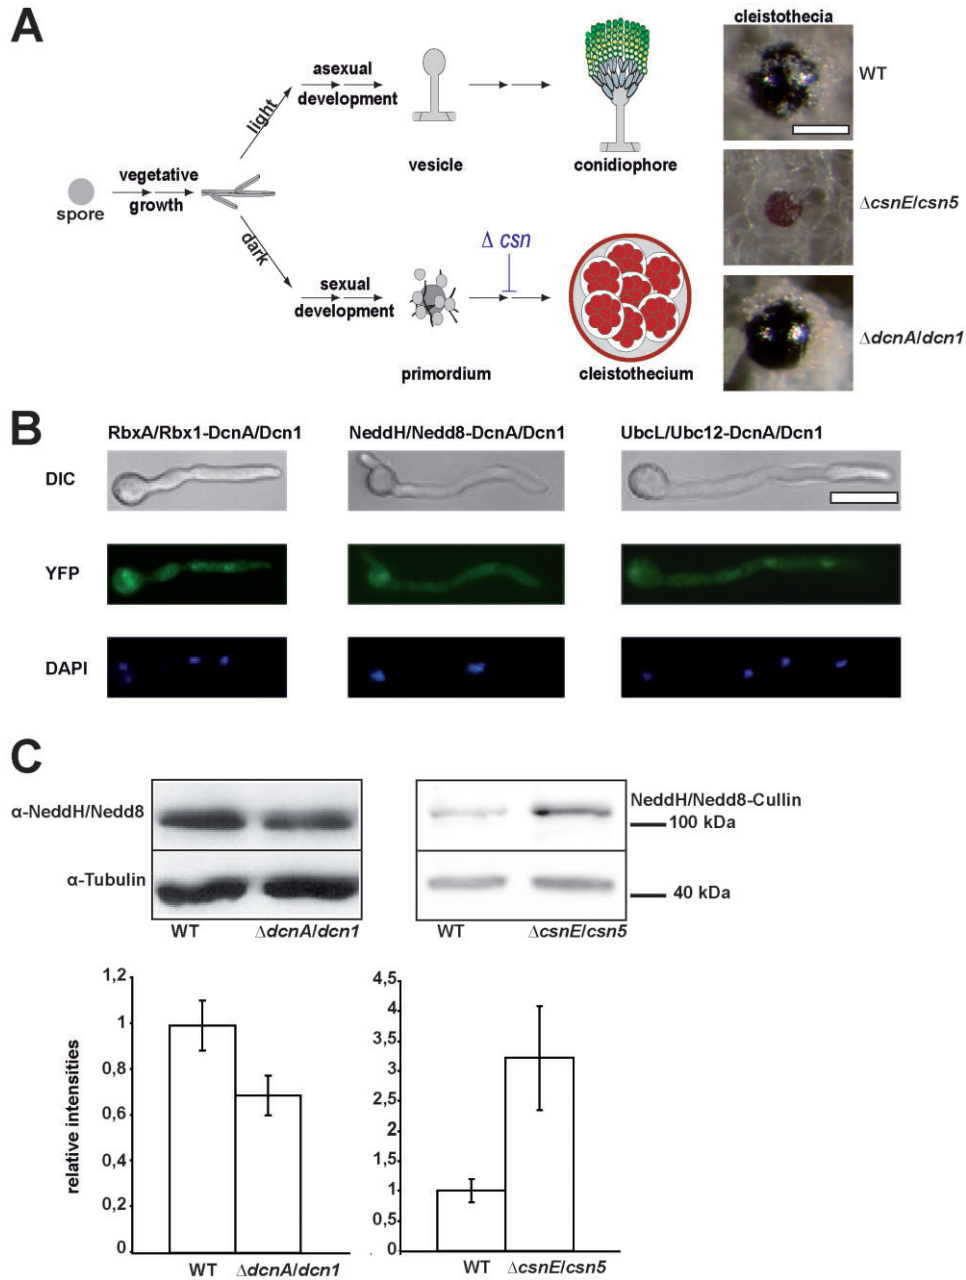 A
cleistothecia
WT
light
asexual
development
vesicle
conidiophore
vegetative
growth
spore
ΔcsnE/csn5
dark
Δ csn
sexual
development
primordium
cleistothecium
ΔdcnA/dcn1
B
RbxA/Rbx1-DcnA/Dcn1 NeddH/Nedd8-DcnA/Dcn1 UbcL/Ubc12-DcnA/Dcn1
DIC
YFP
DAPI
C
α-NeddH/Nedd8
α-Tubulin
WT ΔdcnA/dcn1
NeddH/Nedd8-Cullin
100 kDa
40 kDa
WT ΔcsnE/csn5
relative intensities
1,2
1
0,8
0,6
0,4
0,2
0
WT ΔdcnA/dcn1
4,5
4
3,5
3
2,5
2
1,5
1
0,5
0
WT ΔcsnE/csn5